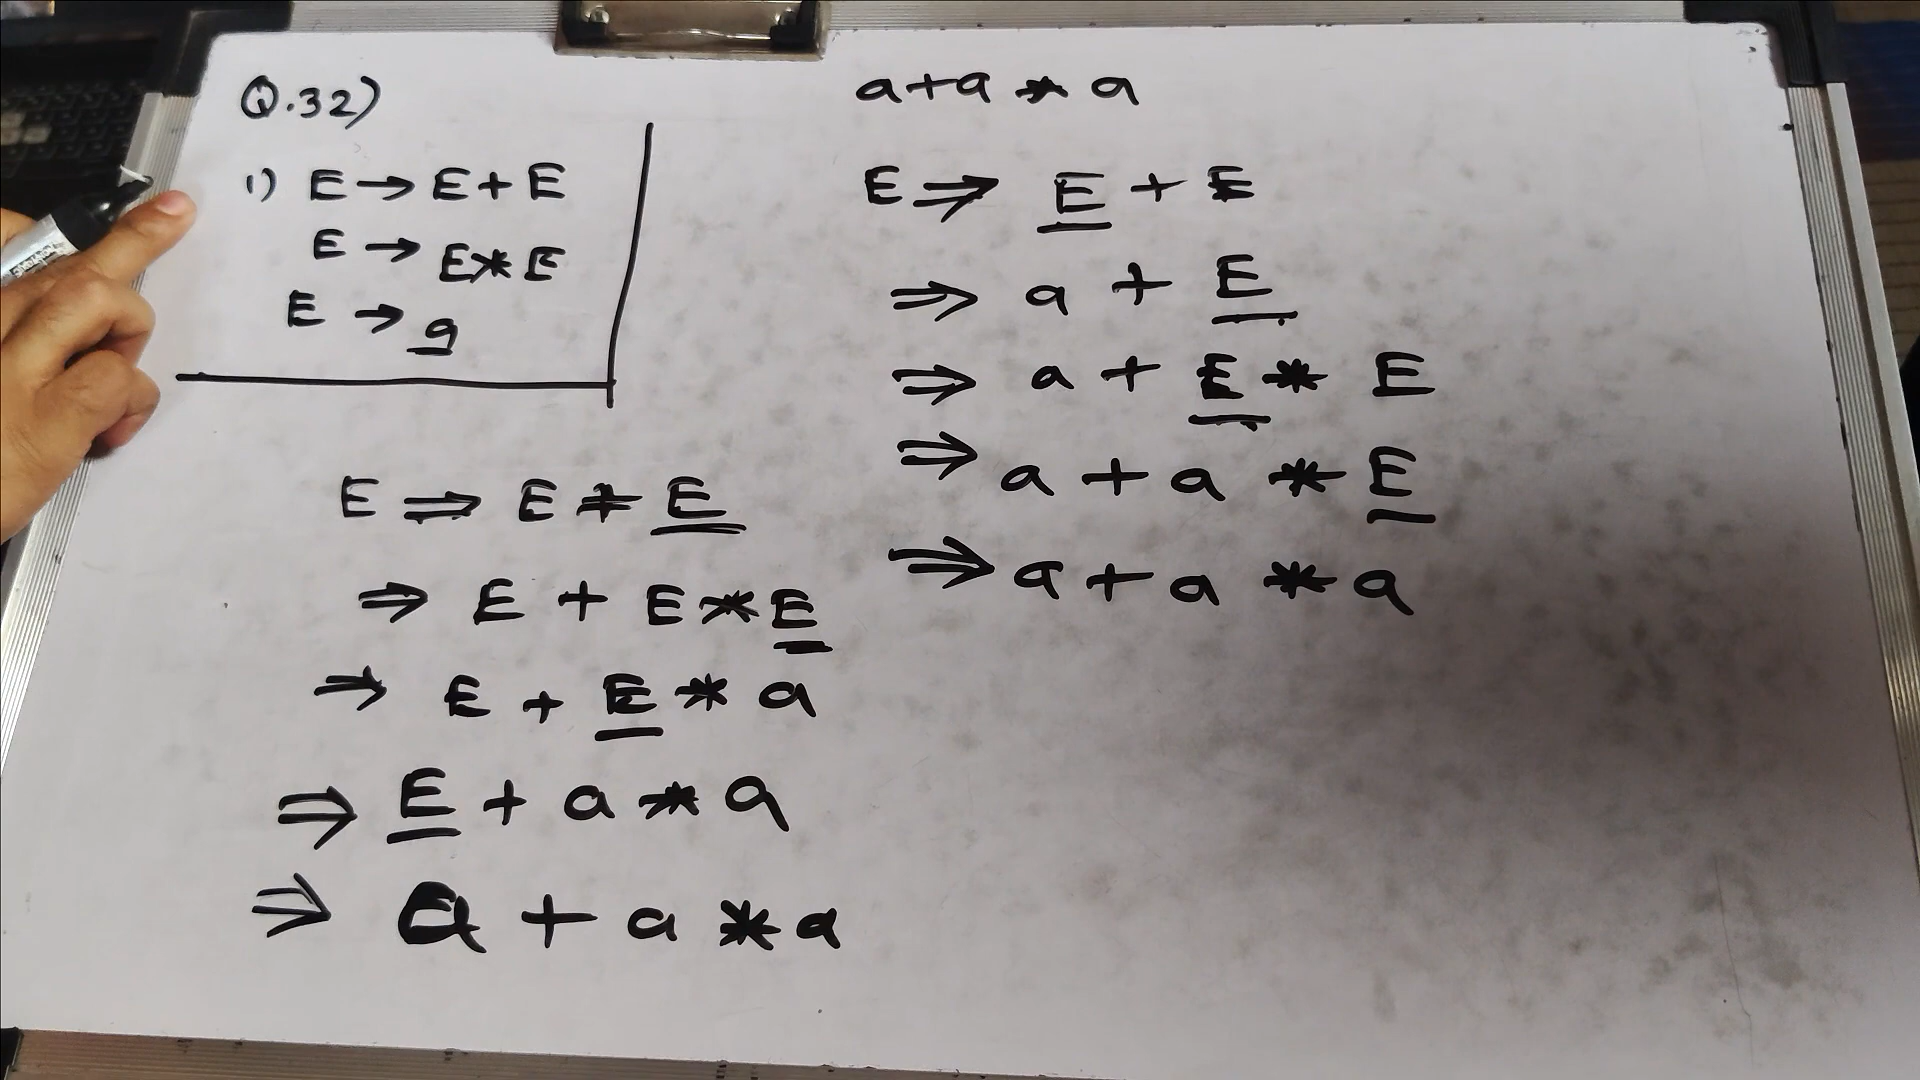 Q.32)
1) E → E + E
E → E * E
E → a
E ⇒ E + E
⇒ E + E * E
⇒ E + E * a
⇒ E + a * a
⇒ a + a * a
a + a * a
E ⇒ E + E
⇒ a + E
⇒ a + E * E
⇒ a + a * E
⇒ a + a * a